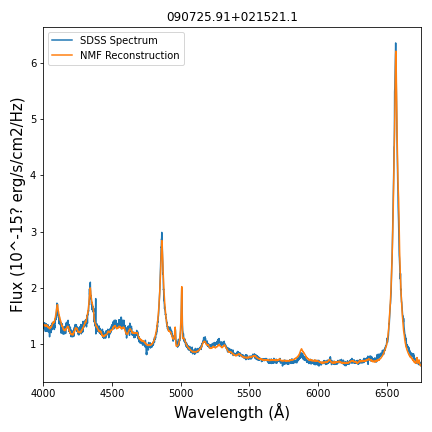 090725.91+021521.1
SDSS Spectrum
NMF Reconstruction
Flux (10^-15? erg/s/cm2/Hz)
6
5
4
3
2
1
4000 4500 5000 5500 6000 6500
Wavelength (Å)